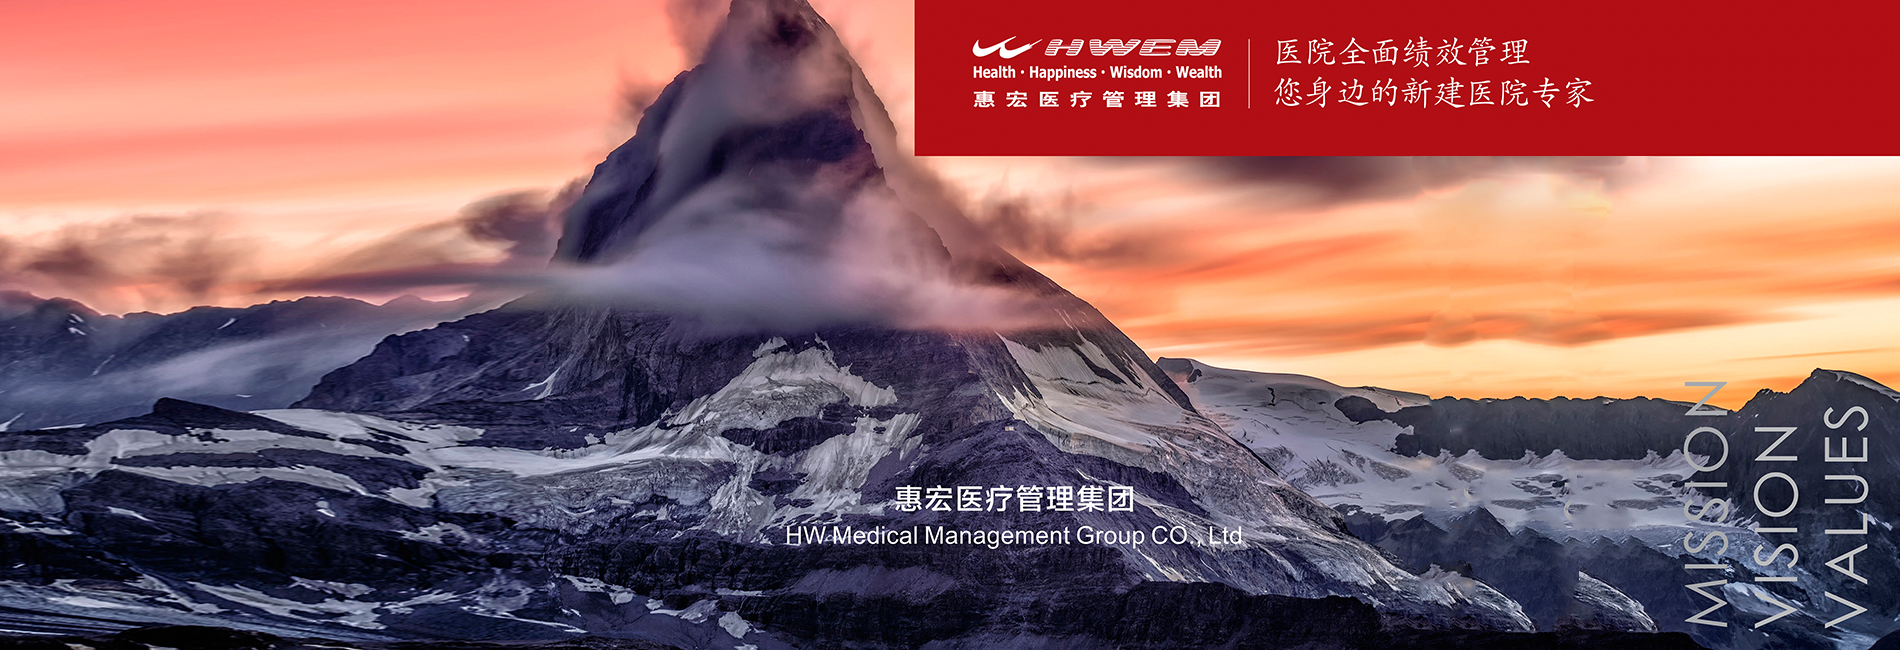 HWEM
Health · Happiness · Wisdom · Wealth
惠宏医疗管理集团
医院全面绩效管理
您身边的新建医院专家
惠宏医疗管理集团
HW Medical Management Group CO., Ltd
MISSION
VISION
VALUES